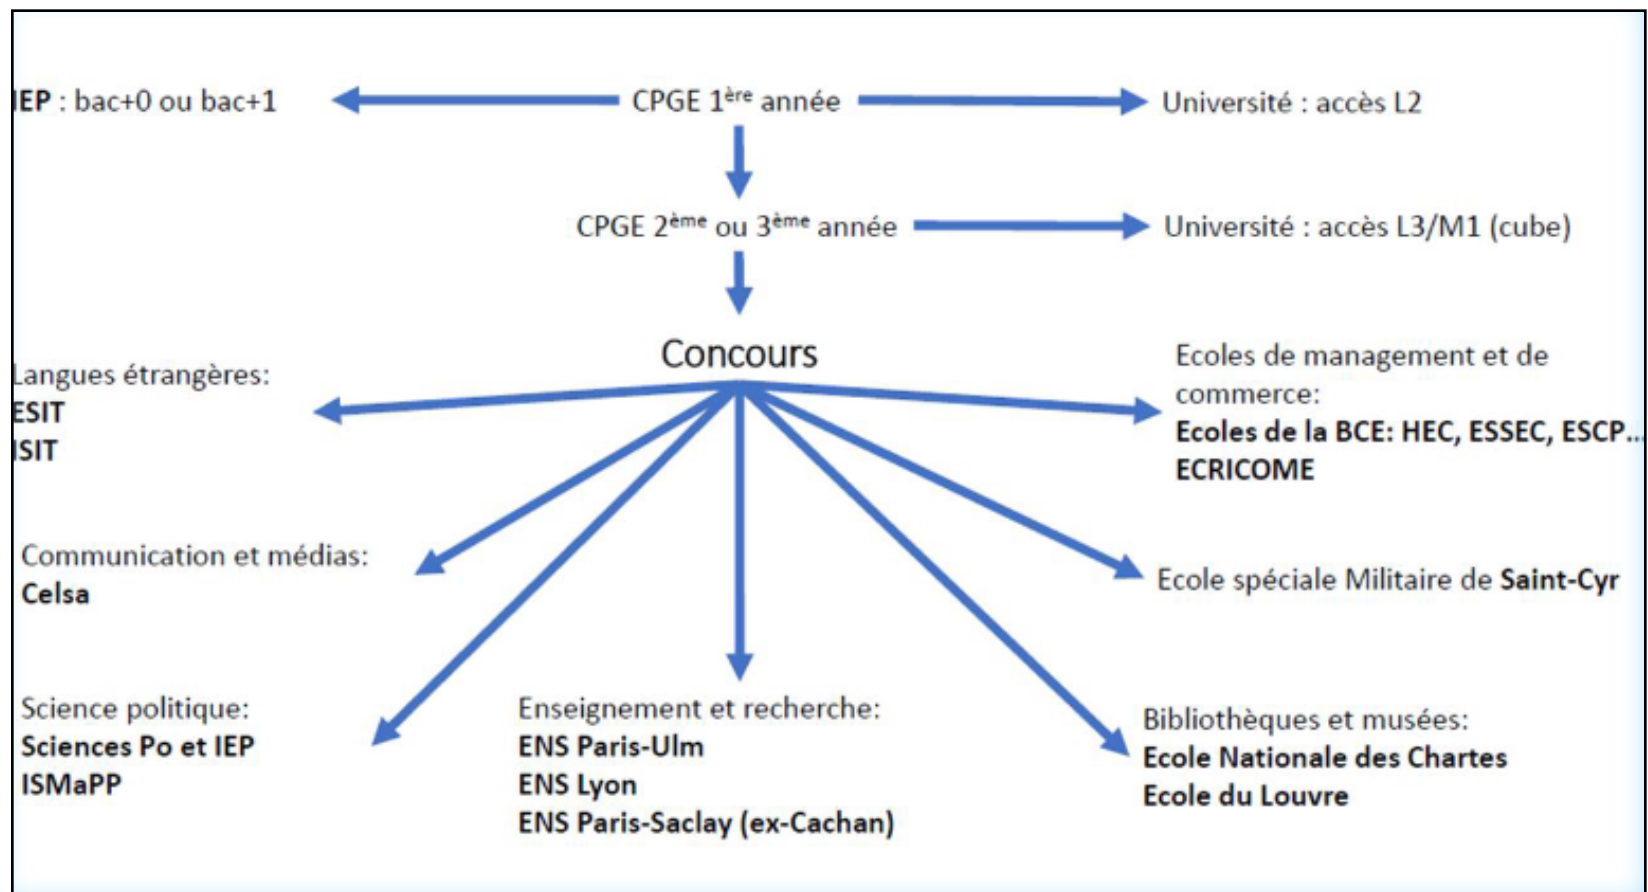 IEP : bac+0 ou bac+1
CPGE 1ère année
Université : accès L2
CPGE 2ème ou 3ème année
Université : accès L3/M1 (cube)
Concours
Langues étrangères:
ESIT
ISIT
Ecoles de management et de
commerce:
Ecoles de la BCE: HEC, ESSEC, ESCP...
ECRICOME
Communication et médias:
Celsa
Ecole spéciale Militaire de Saint-Cyr
Science politique:
Sciences Po et IEP
ISMaPP
Enseignement et recherche:
ENS Paris-Ulm
ENS Lyon
ENS Paris-Saclay (ex-Cachan)
Bibliothèques et musées:
Ecole Nationale des Chartes
Ecole du Louvre